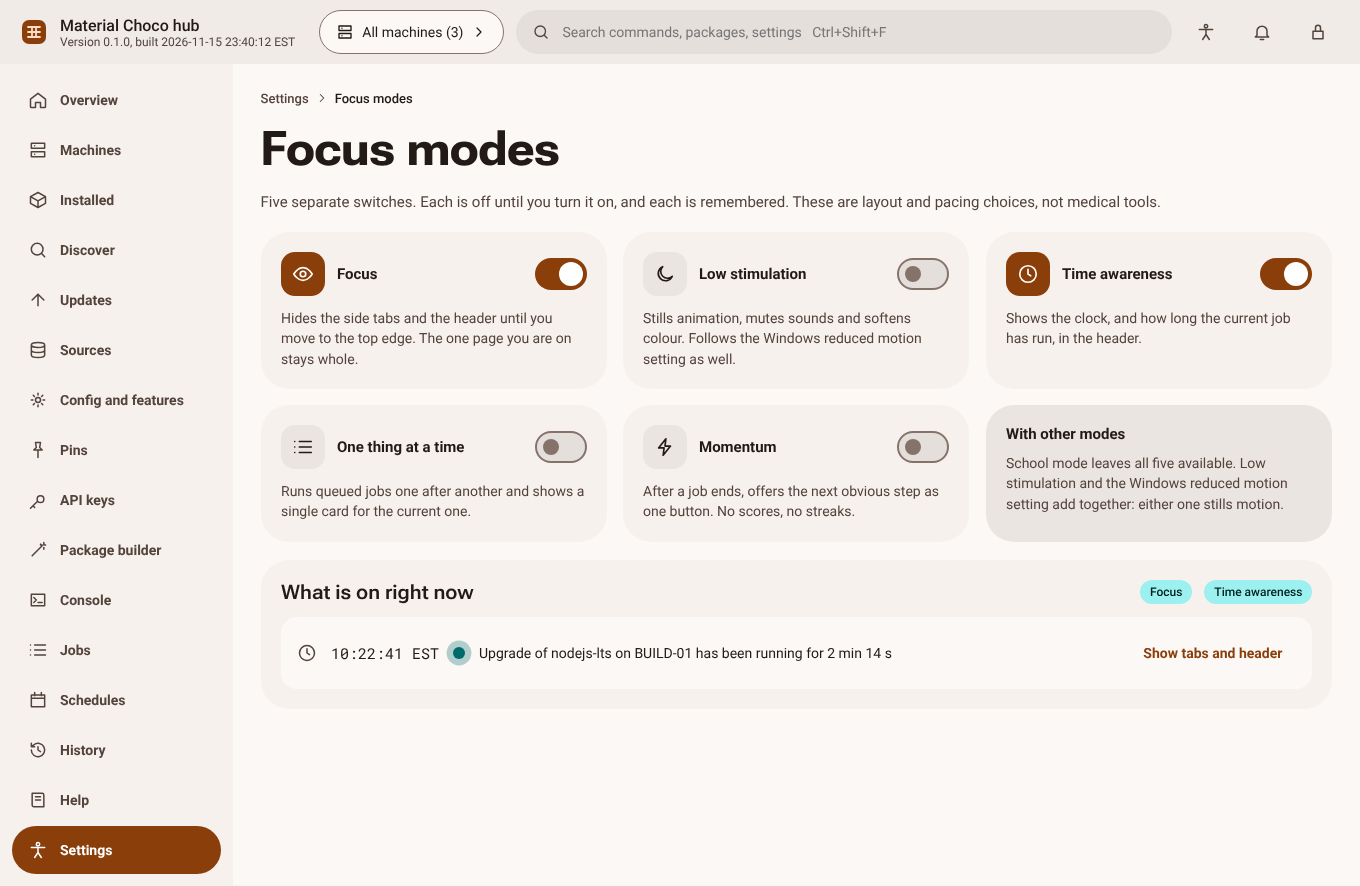 Material Choco hub
Version 0.1.0, built 2026-11-15 23:40:12 EST
All machines (3)
Search commands, packages, settings Ctrl+Shift+F
Overview
Machines
Installed
Discover
Updates
Sources
Config and features
Pins
API keys
Package builder
Console
Jobs
Schedules
History
Help
Settings
Settings > Focus modes
Focus modes
Five separate switches. Each is off until you turn it on, and each is remembered. These are layout and pacing choices, not medical tools.
Focus
Hides the side tabs and the header until you
move to the top edge. The one page you are on
stays whole.
Low stimulation
Stills animation, mutes sounds and softens
colour. Follows the Windows reduced motion
setting as well.
Time awareness
Shows the clock, and how long the current job
has run, in the header.
One thing at a time
Runs queued jobs one after another and shows a
single card for the current one.
Momentum
After a job ends, offers the next obvious step as
one button. No scores, no streaks.
With other modes
School mode leaves all five available. Low
stimulation and the Windows reduced motion
setting add together: either one stills motion.
What is on right now
Focus
Time awareness
10:22:41 EST
Upgrade of nodejs-lts on BUILD-01 has been running for 2 min 14 s
Show tabs and header